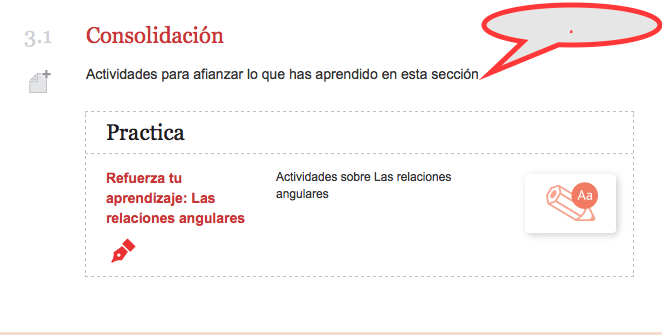 3.1 Consolidación
Actividades para afianzar lo que has aprendido en esta sección
Practica
Refuerza tu
aprendizaje: Las
relaciones angulares
Actividades sobre Las relaciones
angulares
Aa